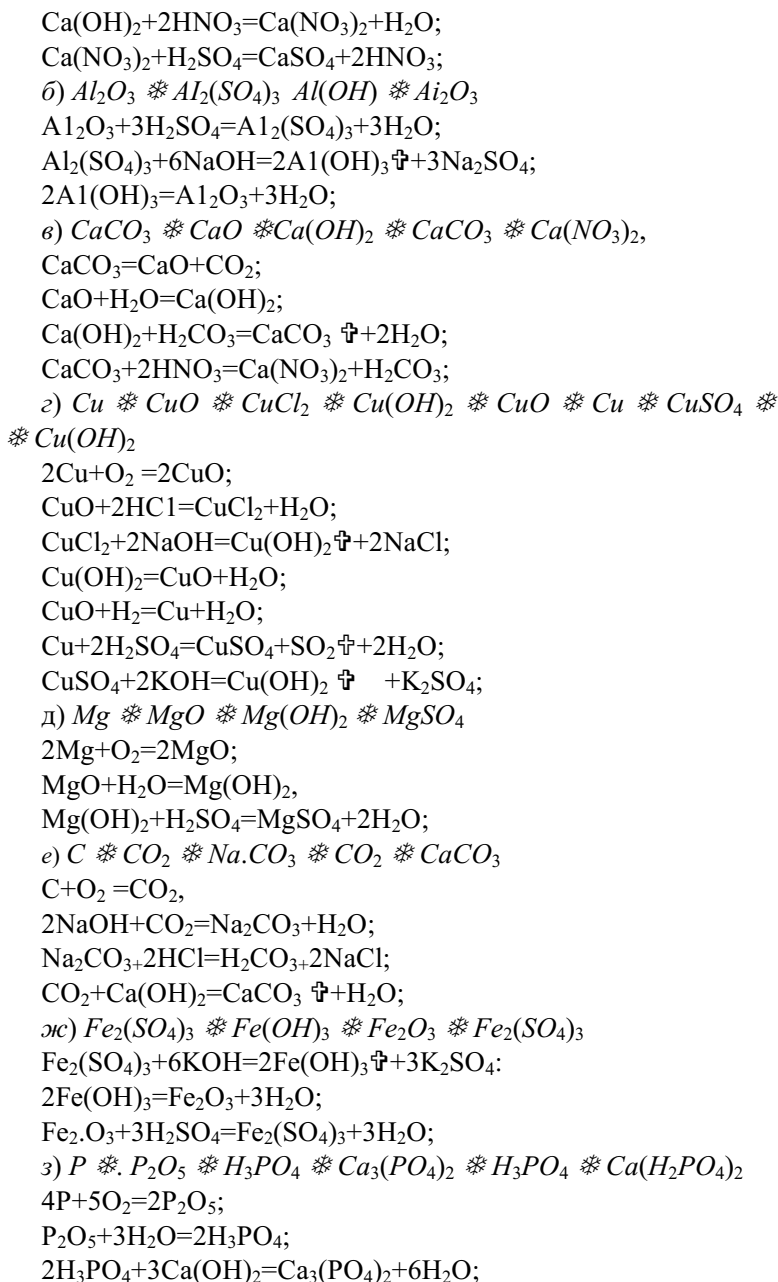 Ca(OH)₂+2HNO₃=Ca(NO₃)₂+H₂O;
Ca(NO₃)₂+H₂SO₄=CaSO₄+2HNO₃;
б) Al₂O₃ ❄ AI₂(SO₄)₃ Al(OH) ❄ Ai₂O₃
A1₂O₃+3H₂SO₄=A1₂(SO₄)₃+3H₂O;
Al₂(SO₄)₃+6NaOH=2A1(OH)₃✞+3Na₂SO₄;
2A1(OH)₃=A1₂O₃+3H₂O;
в) CaCO₃ ❄ CaO ❄Ca(OH)₂ ❄ CaCO₃ ❄ Ca(NO₃)₂,
CaCO₃=CaO+CO₂;
CaO+H₂O=Ca(OH)₂;
Ca(OH)₂+H₂CO₃=CaCO₃ ✞+2H₂O;
CaCO₃+2HNO₃=Ca(NO₃)₂+H₂CO₃;
г) Cu ❄ CuO ❄ CuCl₂ ❄ Cu(OH)₂ ❄ CuO ❄ Cu ❄ CuSO₄ ❄
❄ Cu(OH)₂
2Cu+O₂ =2CuO;
CuO+2HC1=CuCl₂+H₂O;
CuCl₂+2NaOH=Cu(OH)₂✞+2NaCl;
Cu(OH)₂=CuO+H₂O;
CuO+H₂=Cu+H₂O;
Cu+2H₂SO₄=CuSO₄+SO₂✞+2H₂O;
CuSO₄+2KOH=Cu(OH)₂ ✞ +K₂SO₄;
д) Mg ❄ MgO ❄ Mg(OH)₂ ❄ MgSO₄
2Mg+O₂=2MgO;
MgO+H₂O=Mg(OH)₂,
Mg(OH)₂+H₂SO₄=MgSO₄+2H₂O;
е) C ❄ CO₂ ❄ Na.CO₃ ❄ CO₂ ❄ CaCO₃
C+O₂ =CO₂,
2NaOH+CO₂=Na₂CO₃+H₂O;
Na₂CO₃₊2HCl=H₂CO₃₊2NaCl;
CO₂+Ca(OH)₂=CaCO₃ ✞+H₂O;
ж) Fe₂(SO₄)₃ ❄ Fe(OH)₃ ❄ Fe₂O₃ ❄ Fe₂(SO₄)₃
Fe₂(SO₄)₃+6KOH=2Fe(OH)₃✞+3K₂SO₄:
2Fe(OH)₃=Fe₂O₃+3H₂O;
Fe₂.O₃+3H₂SO₄=Fe₂(SO₄)₃+3H₂O;
з) P ❄. P₂O₅ ❄ H₃PO₄ ❄ Ca₃(PO₄)₂ ❄ H₃PO₄ ❄ Ca(H₂PO₄)₂
4P+5O₂=2P₂O₅;
P₂O₅+3H₂O=2H₃PO₄;
2H₃PO₄+3Ca(OH)₂=Ca₃(PO₄)₂+6H₂O;